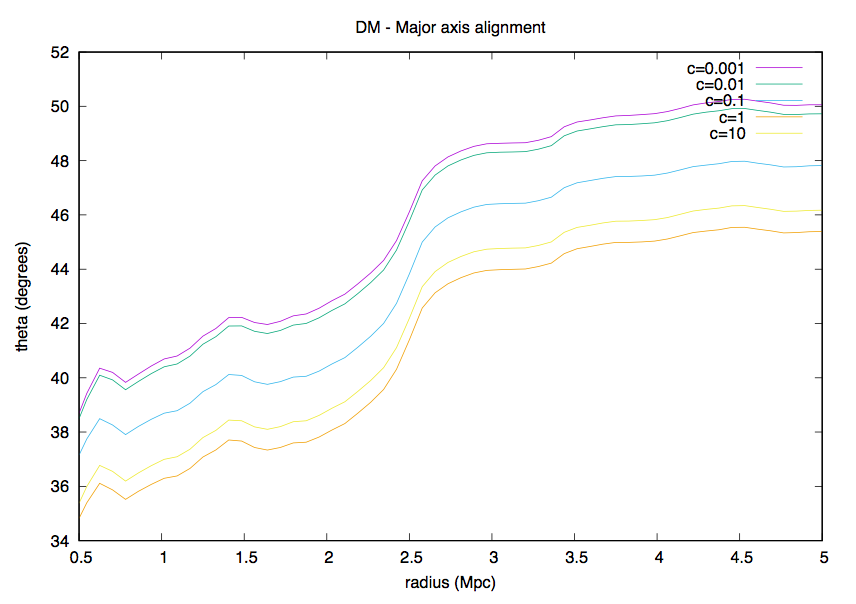 DM - Major axis alignment
52
50
48
46
44
42
40
38
36
34
theta (degrees)
c=0.001
c=0.01
c=0.1
c=1
c=10
0.5 1 1.5 2 2.5 3 3.5 4 4.5 5
radius (Mpc)